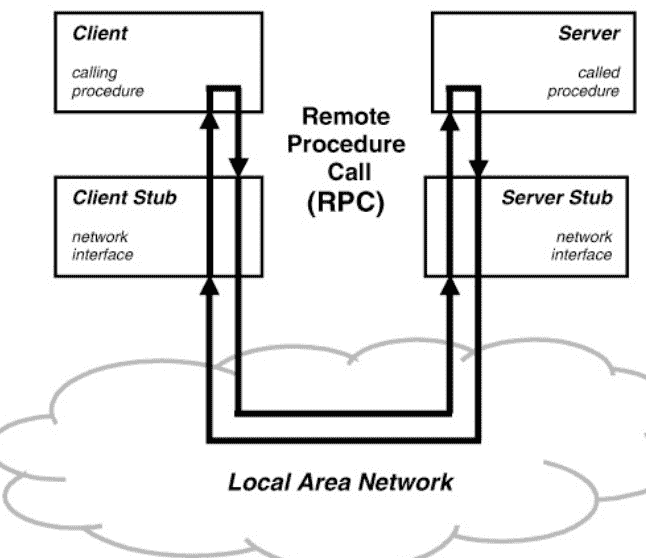 Client
calling
procedure
Remote
Procedure
Call
(RPC)
Server
called
procedure
Client Stub
network
interface
Server Stub
network
interface
Local Area Network